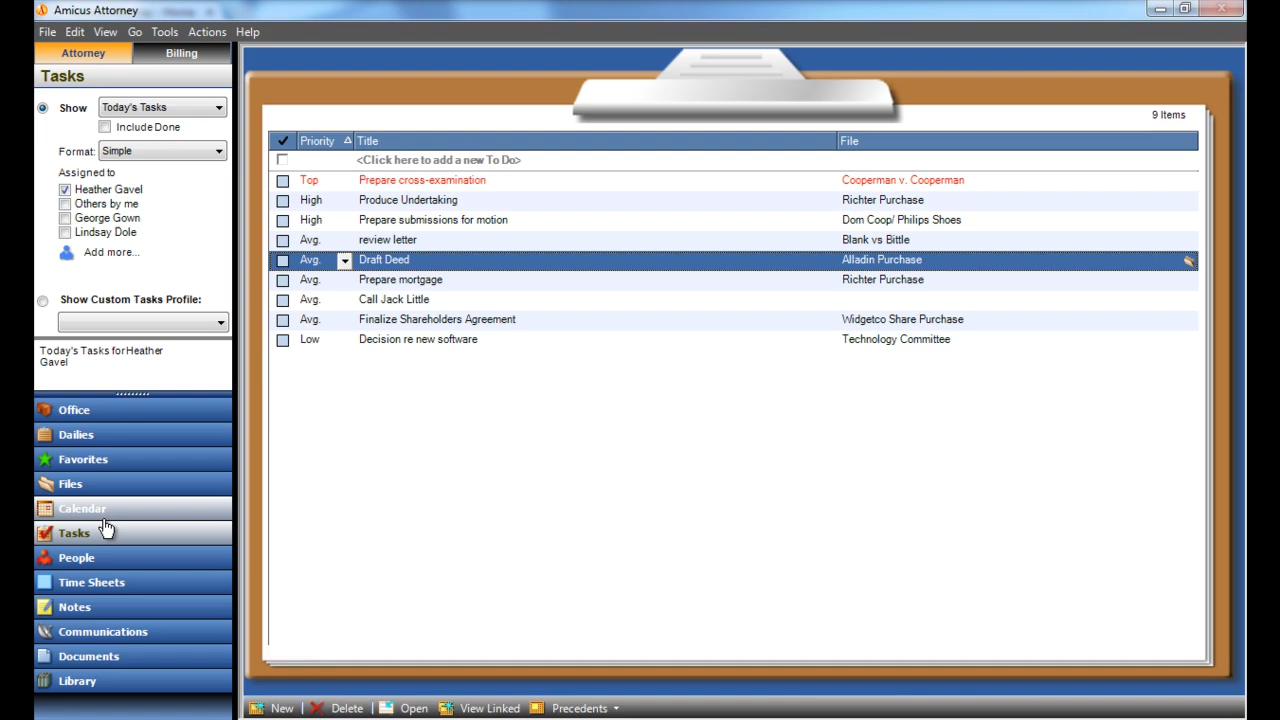 Amicus Attorney
File Edit View Go Tools Actions Help
Attorney Billing
Tasks
Show Today's Tasks
Include Done
Format: Simple
Assigned to
Heather Gavel
Others by me
George Gown
Lindsay Dole
Add more...
Show Custom Tasks Profile:
Today's Tasks for Heather
Gavel
Office
Dailies
Favorites
Files
Calendar
Tasks
People
Time Sheets
Notes
Communications
Documents
Library
9 Items
Priority Title File
<Click here to add a new To Do>
Top Prepare cross-examination Cooperman v. Cooperman
High Produce Undertaking Richter Purchase
High Prepare submissions for motion Dom Coop/ Philips Shoes
Avg. review letter Blank vs Bittle
Avg. Draft Deed Alladin Purchase
Avg. Prepare mortgage Richter Purchase
Avg. Call Jack Little
Avg. Finalize Shareholders Agreement Widgetco Share Purchase
Low Decision re new software Technology Committee
New | Delete | Open View Linked Precedents